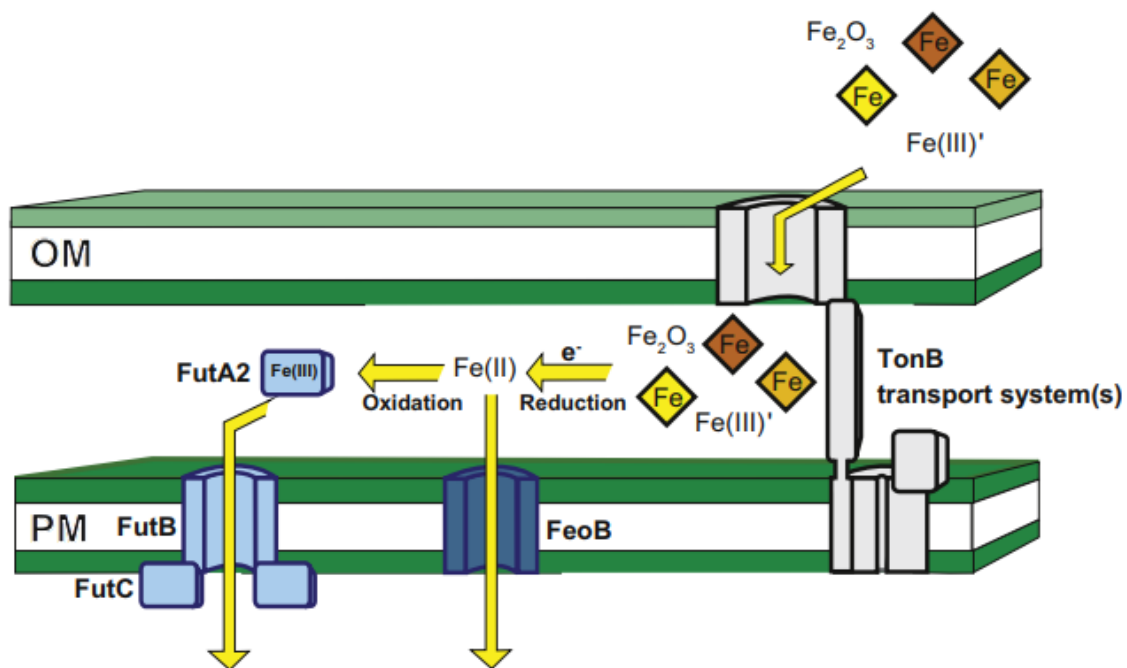 Fe₂O₃
Fe
Fe
Fe
Fe(III)'
OM
Fe₂O₃
Fe
Fe
Fe
Fe(III)'
e⁻
Reduction
Fe(II)
Oxidation
FutA2
Fe(III)
TonB
transport system(s)
PM
FutB
FeoB
FutC